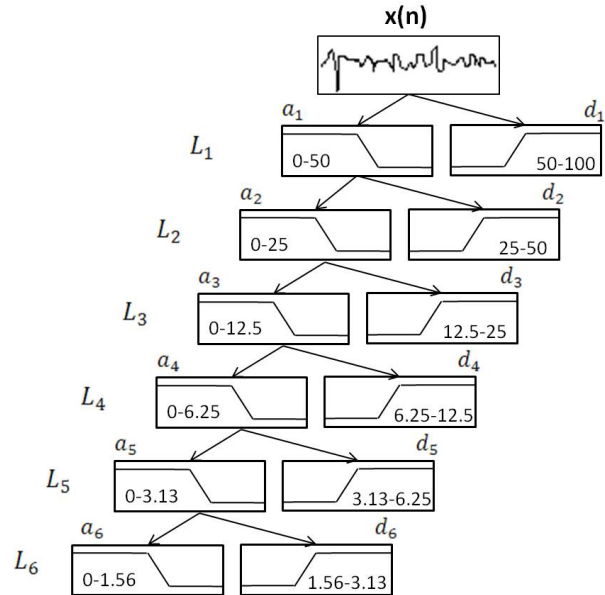 x(n)
a₁ d₁
L₁ 0-50 50-100
a₂ d₂
L₂ 0-25 25-50
a₃ d₃
L₃ 0-12.5 12.5-25
a₄ d₄
L₄ 0-6.25 6.25-12.5
a₅ d₅
L₅ 0-3.13 3.13-6.25
a₆ d₆
L₆ 0-1.56 1.56-3.13